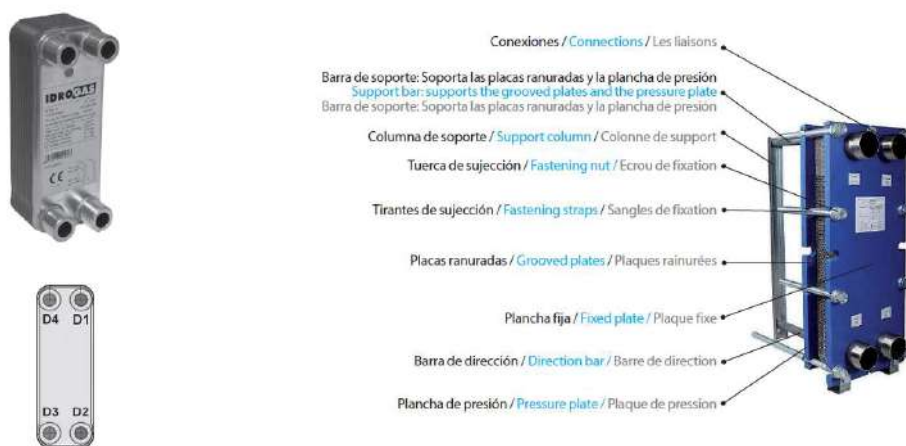 IDROGAS
CE
D4 D1
D3 D2
Conexiones / Connections / Les liaisons
Barra de soporte: Soporta las placas ranuradas y la plancha de presión
Support bar: supports the grooved plates and the pressure plate
Barra de soporte: Soporta las placas ranuradas y la plancha de presión
Columna de soporte / Support column / Colonne de support
Tuerca de sujección / Fastening nut / Ecrou de fixation
Tirantes de sujección / Fastening straps / Sangles de fixation
Placas ranuradas / Grooved plates / Plaques rainurées
Plancha fija / Fixed plate / Plaque fixe
Barra de dirección / Direction bar / Barre de direction
Plancha de presión / Pressure plate / Plaque de pression